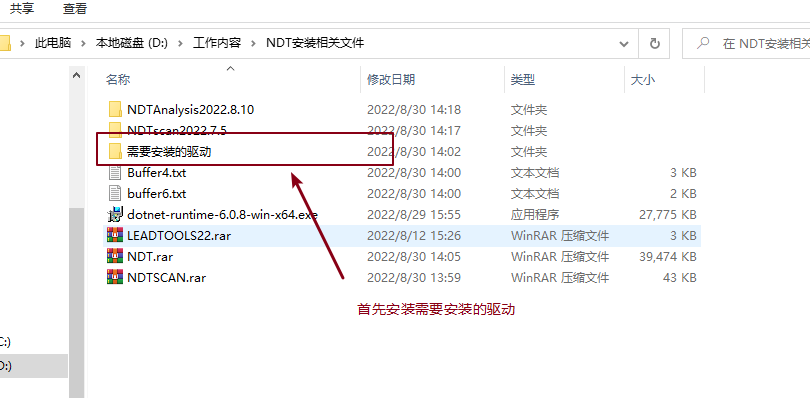 共享 查看
此电脑 本地磁盘 (D:) 工作内容 NDT安装相关文件 在 NDT安装相关
名称 修改日期 类型 大小
NDTAnalysis2022.8.10 2022/8/30 14:18 文件夹
NDTscan2022.7.5 2022/8/30 14:17 文件夹
需要安装的驱动 2022/8/30 14:02 文件夹
Buffer4.txt 2022/8/30 14:00 文本文档 3 KB
buffer6.txt 2022/8/30 14:00 文本文档 2 KB
dotnet-runtime-6.0.8-win-x64.exe 2022/8/29 15:55 应用程序 27,775 KB
LEADTOOLS22.rar 2022/8/12 15:26 WinRAR 压缩文件 3 KB
NDT.rar 2022/8/30 14:05 WinRAR 压缩文件 39,474 KB
NDTSCAN.rar 2022/8/30 13:59 WinRAR 压缩文件 43 KB
首先安装需要安装的驱动
C:)
D:)